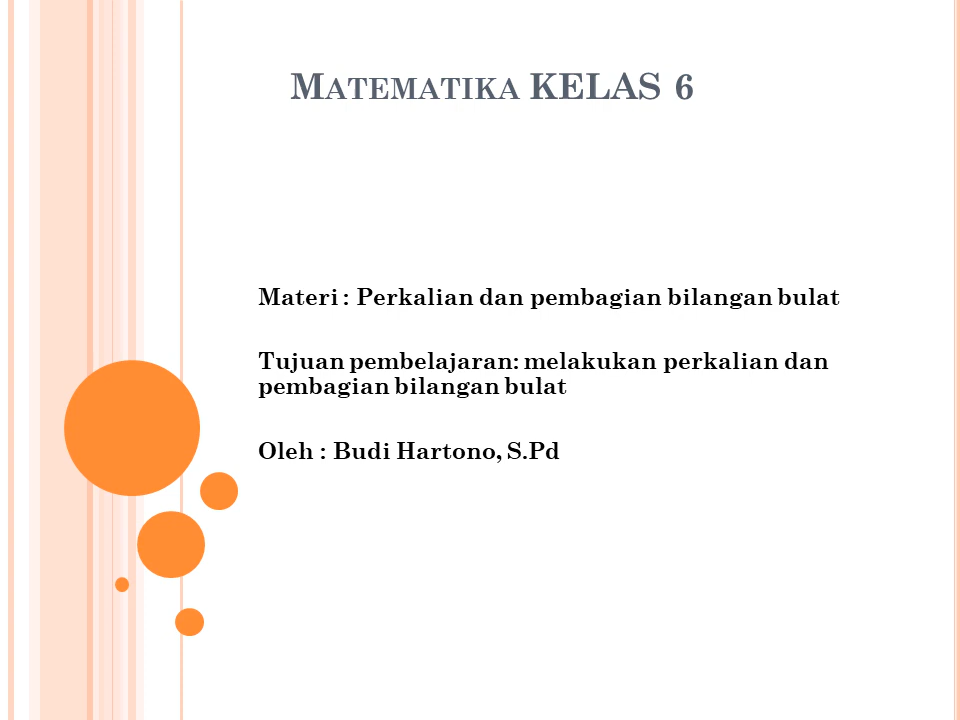 Matematika KELAS 6
Materi : Perkalian dan pembagian bilangan bulat
Tujuan pembelajaran: melakukan perkalian dan
pembagian bilangan bulat
Oleh : Budi Hartono, S.Pd